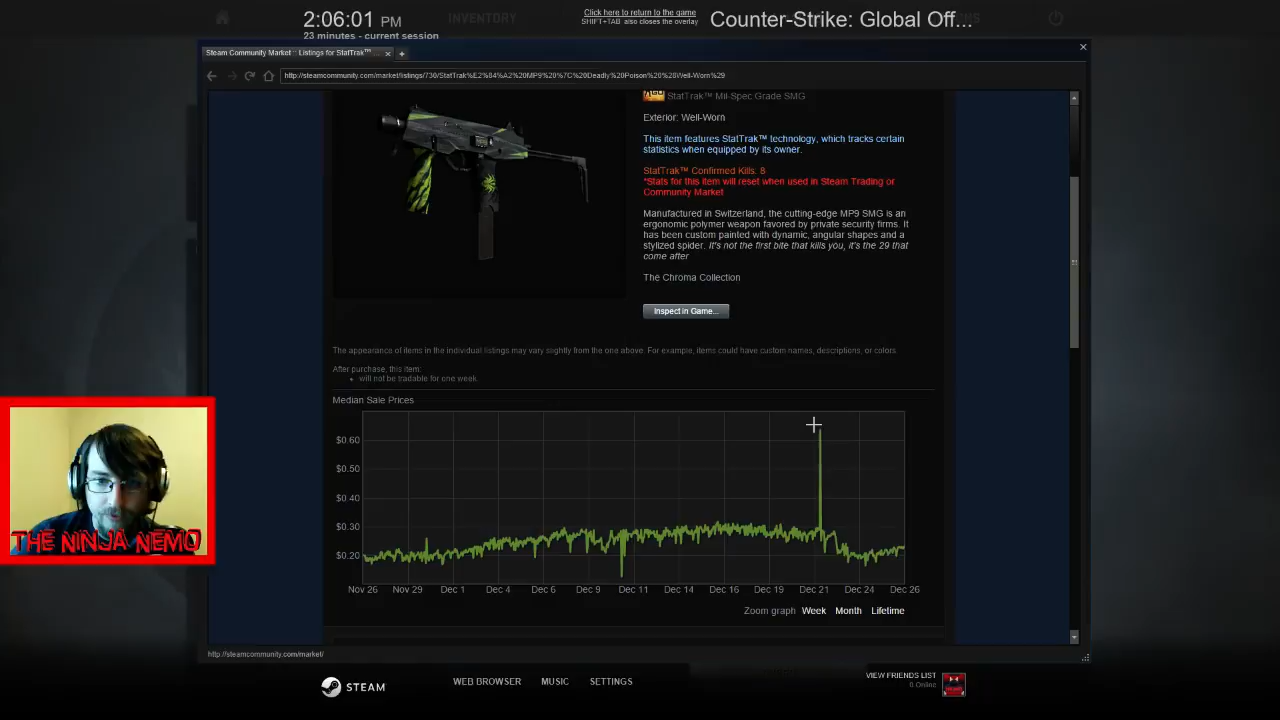 2:06:01 PM
23 minutes - current session
INVENTORY
Click here to return to the game
SHIFT+TAB also closes the overlay
Counter-Strike: Global Off...
Steam Community Market :: Listings for StatTrak™
http://steamcommunity.com/market/listings/730/StatTrak%E2%84%A2%20MP9%20%7C%20Deadly%20Poison%20%28Well-Worn%29
StatTrak™ Mil-Spec Grade SMG
Exterior: Well-Worn
This item features StatTrak™ technology, which tracks certain
statistics when equipped by its owner.
StatTrak™ Confirmed Kills: 8
*Stats for this item will reset when used in Steam Trading or
Community Market
Manufactured in Switzerland, the cutting-edge MP9 SMG is an
ergonomic polymer weapon favored by private security firms. It
has been custom painted with dynamic, angular shapes and a
stylized spider. It's not the first bite that kills you, it's the 29 that
come after
The Chroma Collection
Inspect in Game...
The appearance of items in the individual listings may vary slightly from the one above. For example, items could have custom names, descriptions, or colors.
After purchase, this item:
will not be tradable for one week
Median Sale Prices
$0.60
$0.50
$0.40
$0.30
$0.20
Nov 26 Nov 29 Dec 1 Dec 4 Dec 6 Dec 9 Dec 11 Dec 14 Dec 16 Dec 19 Dec 21 Dec 24 Dec 26
Zoom graph Week Month Lifetime
THE NINJA NEMO
http://steamcommunity.com/market/
STEAM
WEB BROWSER MUSIC SETTINGS
VIEW FRIENDS LIST
0 Online